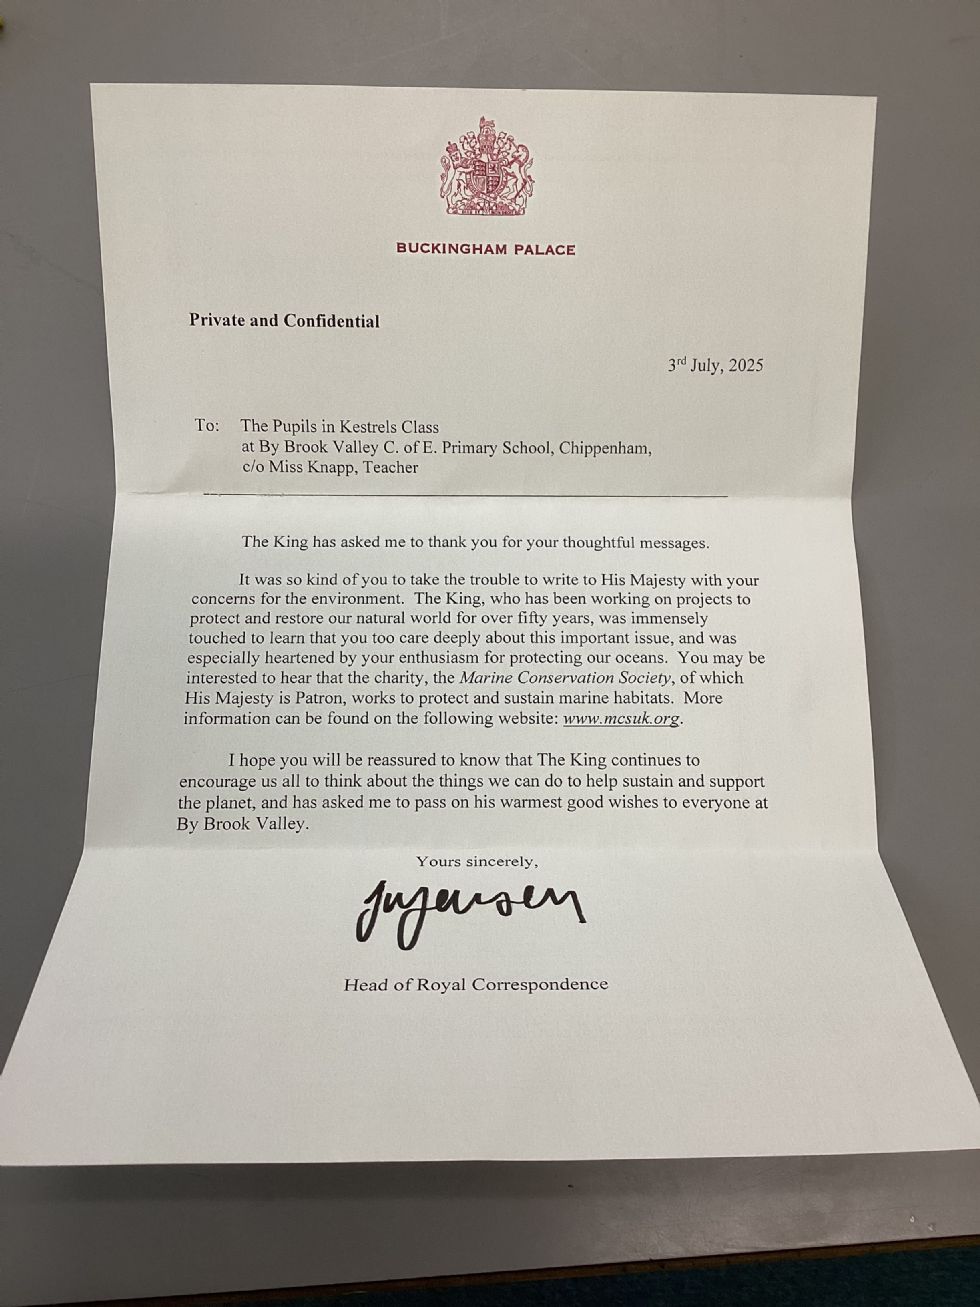 BUCKINGHAM PALACE
Private and Confidential
3rd July, 2025
To: The Pupils in Kestrels Class
at By Brook Valley C. of E. Primary School, Chippenham,
c/o Miss Knapp, Teacher
The King has asked me to thank you for your thoughtful messages.
It was so kind of you to take the trouble to write to His Majesty with your
concerns for the environment. The King, who has been working on projects to
protect and restore our natural world for over fifty years, was immensely
touched to learn that you too care deeply about this important issue, and was
especially heartened by your enthusiasm for protecting our oceans. You may be
interested to hear that the charity, the Marine Conservation Society, of which
His Majesty is Patron, works to protect and sustain marine habitats. More
information can be found on the following website: www.mcsuk.org.
I hope you will be reassured to know that The King continues to
encourage us all to think about the things we can do to help sustain and support
the planet, and has asked me to pass on his warmest good wishes to everyone at
By Brook Valley.
Yours sincerely,
Head of Royal Correspondence